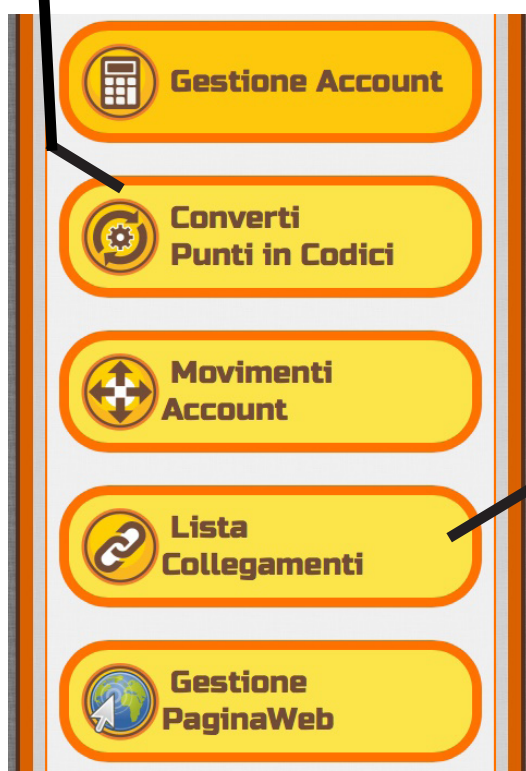 Gestione Account
Converti
Punti in Codici
Movimenti
Account
Lista
Collegamenti
Gestione
PaginaWeb